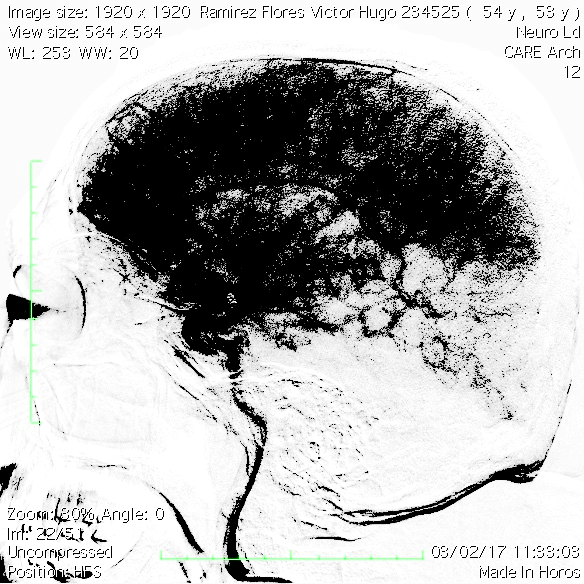 Image size: 1920 x 1920 Ramirez Flores Victor Hugo 234525 ( 54 y , 53 y )
View size: 584 x 584
Neuro Ld
WL: 253 WW: 20
CARE Arch
12
Zoom: 30% Angle: 0
Im: 22/51
Uncompressed
03/02/17 11:33:03
Position: HFS
Made In Horos